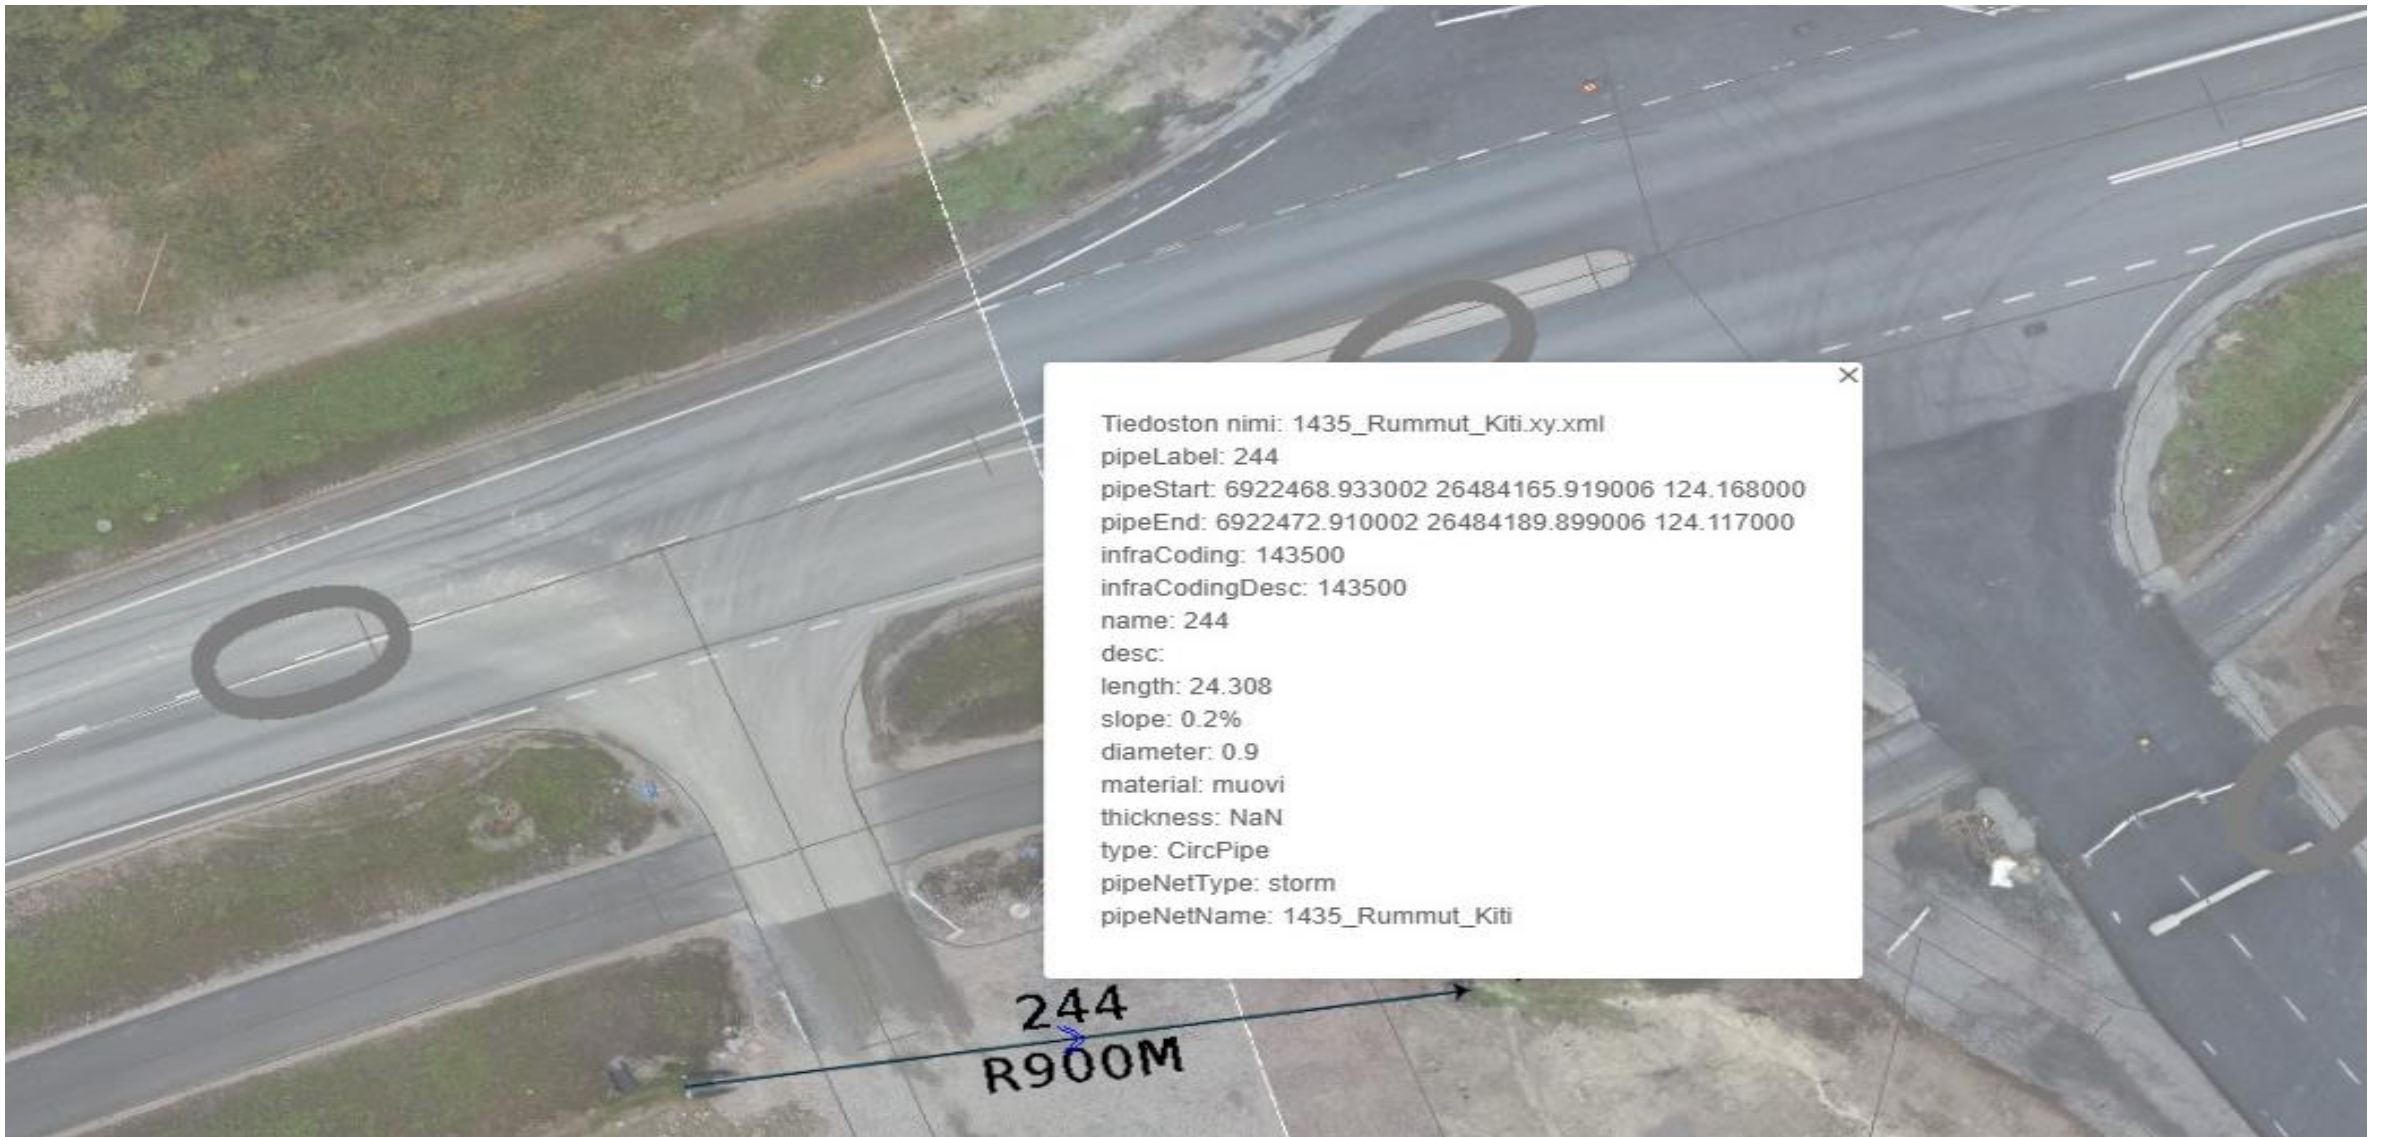 Tiedoston nimi: 1435_Rummut_Kiti.xy.xml
pipeLabel: 244
pipeStart: 6922468.933002 26484165.919006 124.168000
pipeEnd: 6922472.910002 26484189.899006 124.117000
infraCoding: 143500
infraCodingDesc: 143500
name: 244
desc:
length: 24.308
slope: 0.2%
diameter: 0.9
material: muovi
thickness: NaN
type: CircPipe
pipeNetType: storm
pipeNetName: 1435_Rummut_Kiti
244
R900M